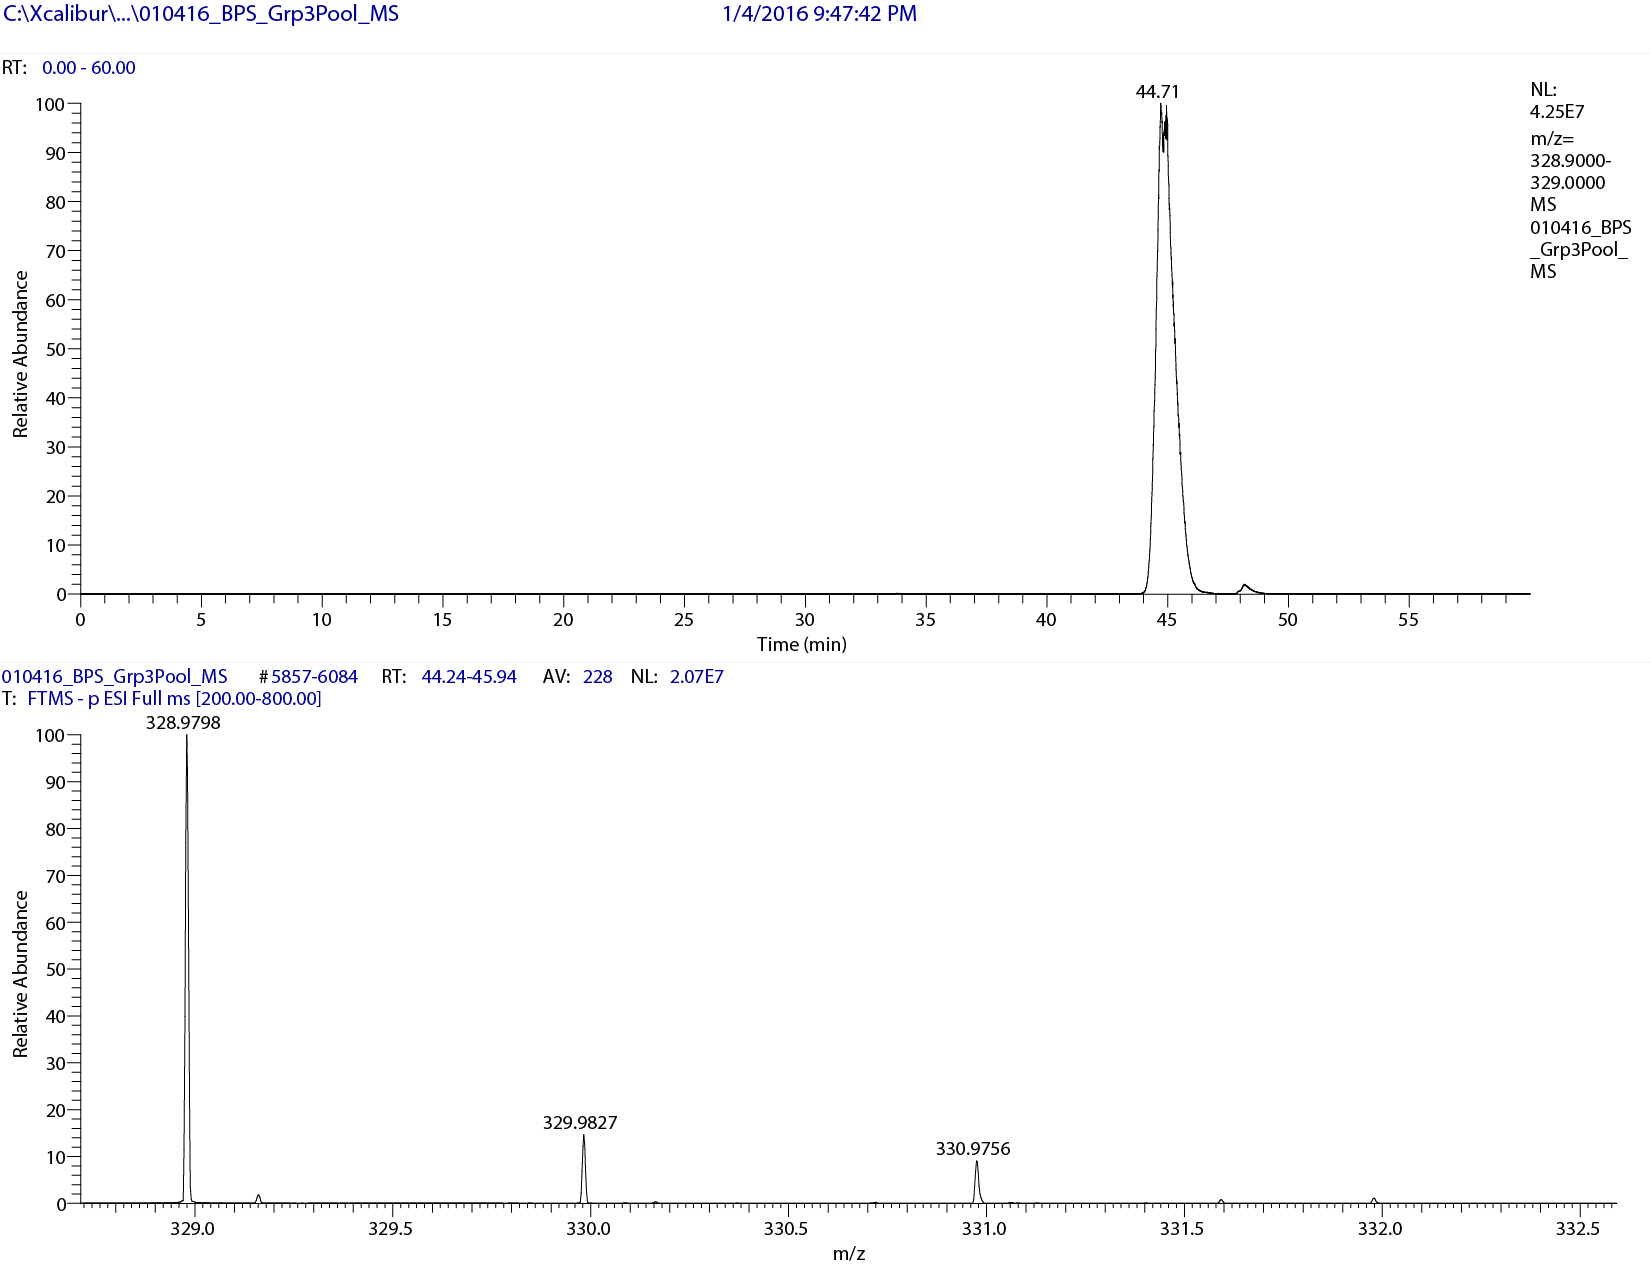 C:\Xcalibur\...\010416_BPS_Grp3Pool_MS 1/4/2016 9:47:42 PM
RT: 0.00 - 60.00
44.71
NL:
4.25E7
m/z=
328.9000-
329.0000
MS
010416_BPS
_Grp3Pool_
MS
100
90
80
70
60
50
40
30
20
10
0
Relative Abundance
0 5 10 15 20 25 30 35 40 45 50 55
Time (min)
010416_BPS_Grp3Pool_MS #5857-6084 RT: 44.24-45.94 AV: 228 NL: 2.07E7
T: FTMS - p ESI Full ms [200.00-800.00]
328.9798
100
90
80
70
60
50
40
30
20
10
0
Relative Abundance
329.9827
330.9756
329.0 329.5 330.0 330.5 331.0 331.5 332.0 332.5
m/z